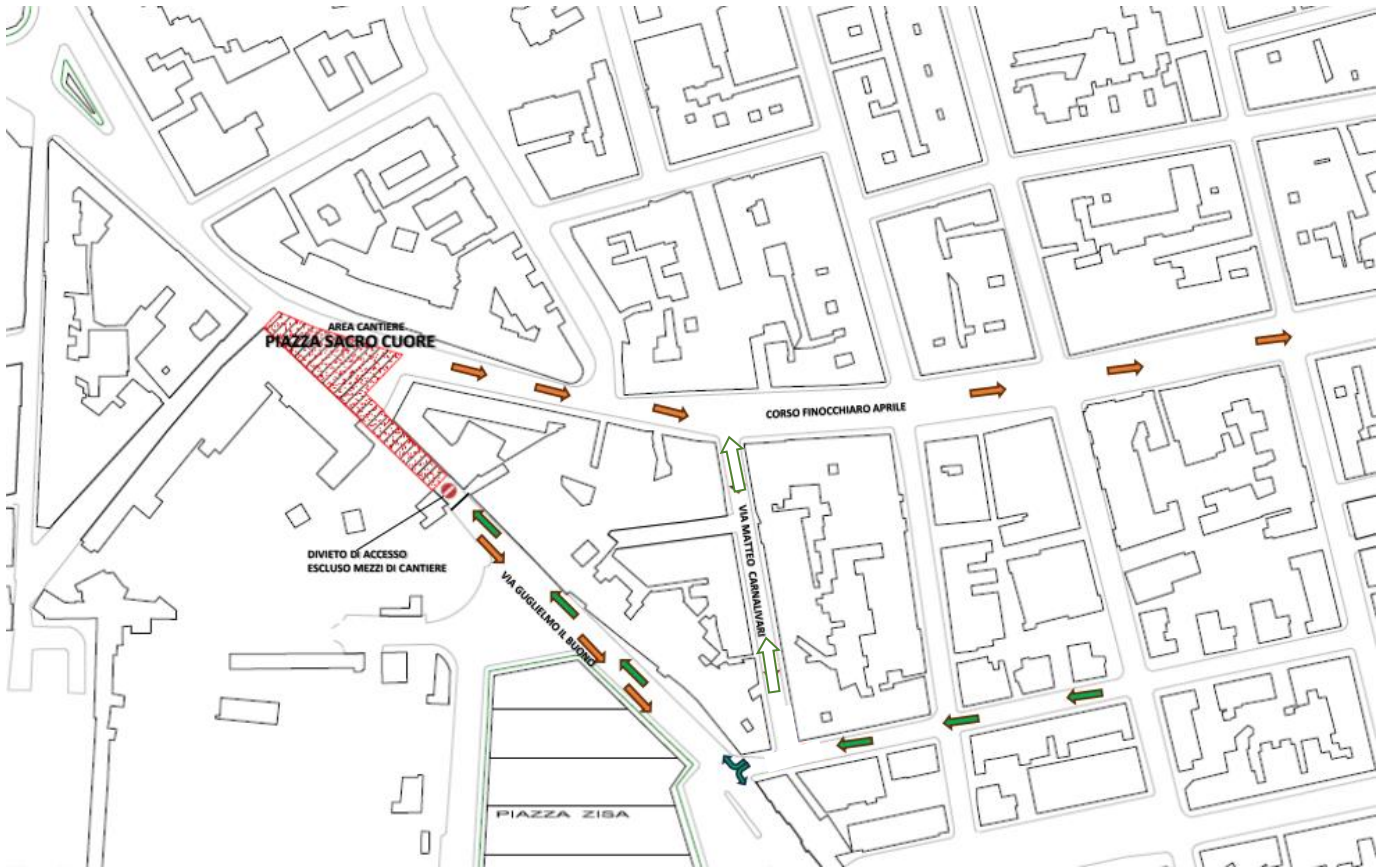 AREA CANTIERE
PIAZZA SACRO CUORE
CORSO FINOCCHIARO APRILE
VIA MATTEO CARNALIVARI
DIVIETO DI ACCESSO
ESCLUSO MEZZI DI CANTIERE
VIA GUGLIELMO IL BUONO
PIAZZA ZISA